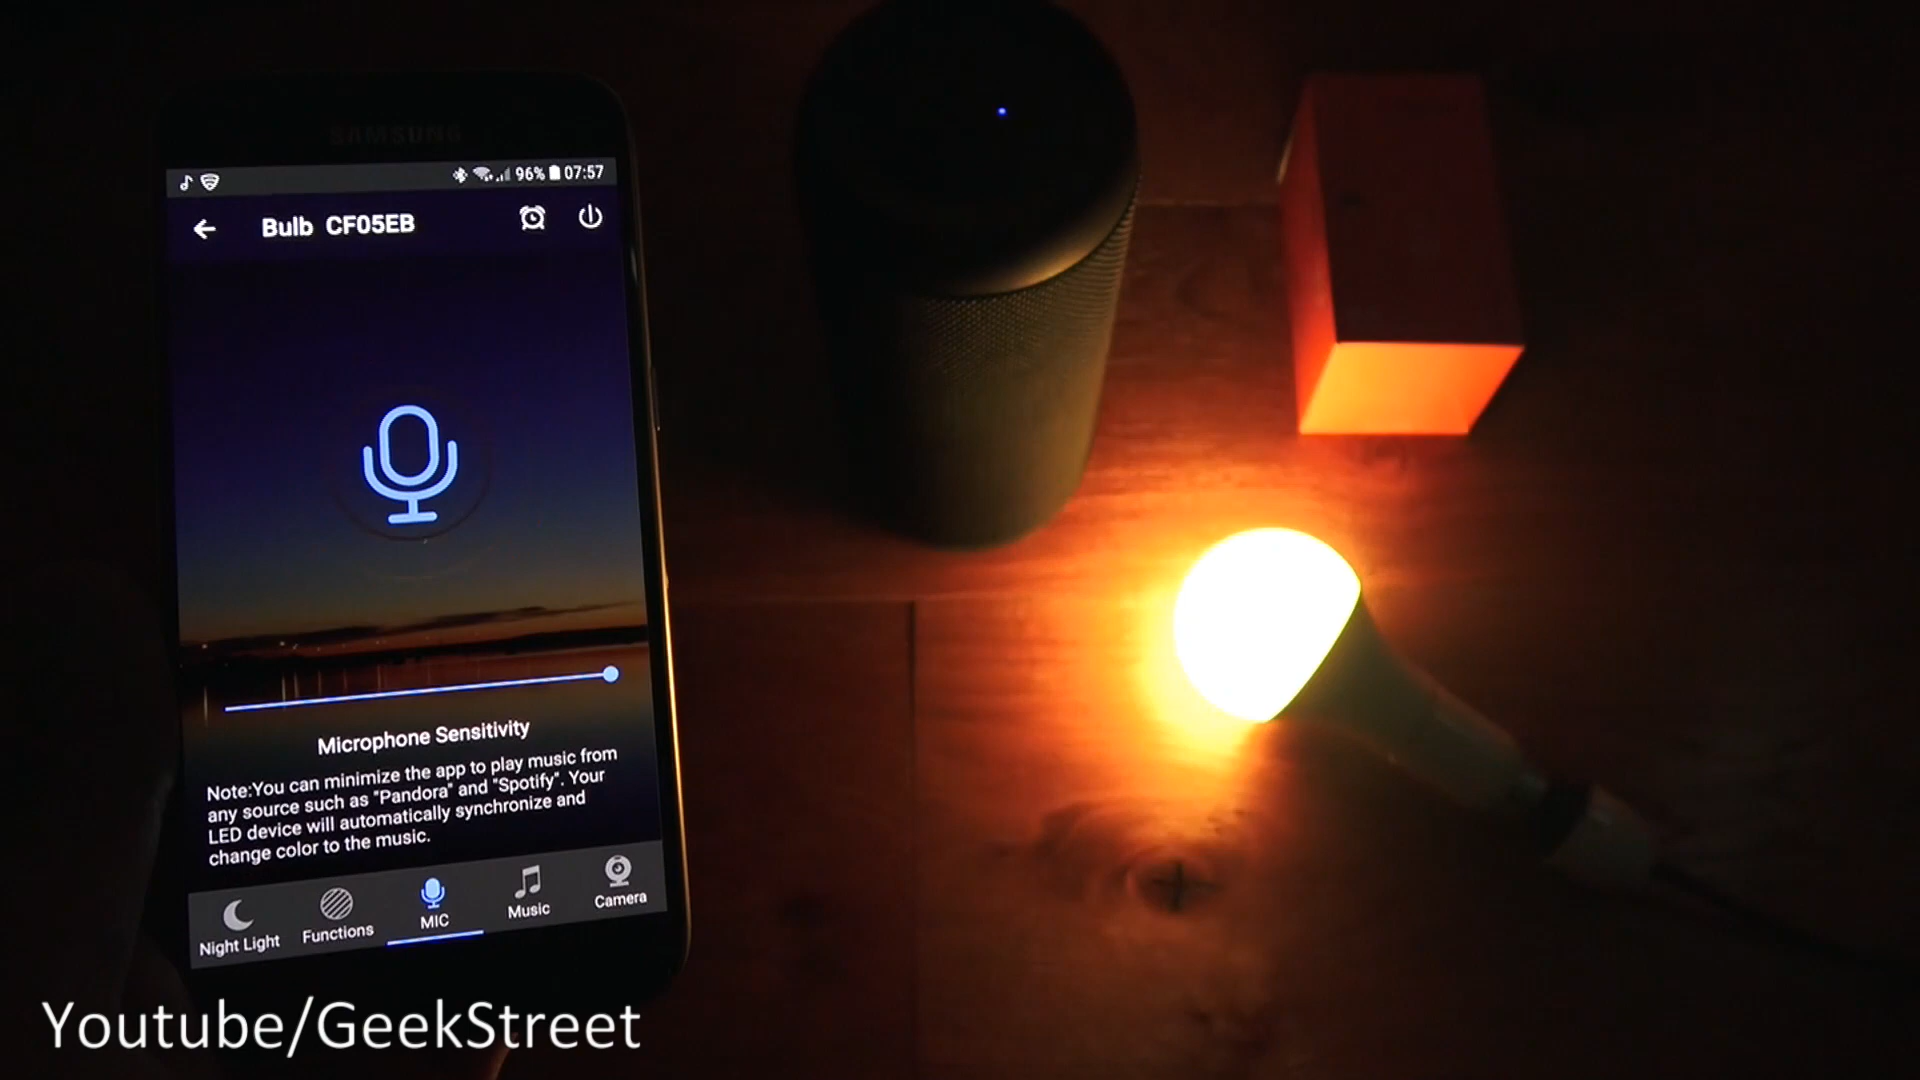 SAMSUNG
96% 07:57
Bulb CF05EB
Microphone Sensitivity
Note:You can minimize the app to play music from
any source such as "Pandora" and "Spotify". Your
LED device will automatically synchronize and
change color to the music.
Night Light Functions MIC Music Camera
Youtube/GeekStreet